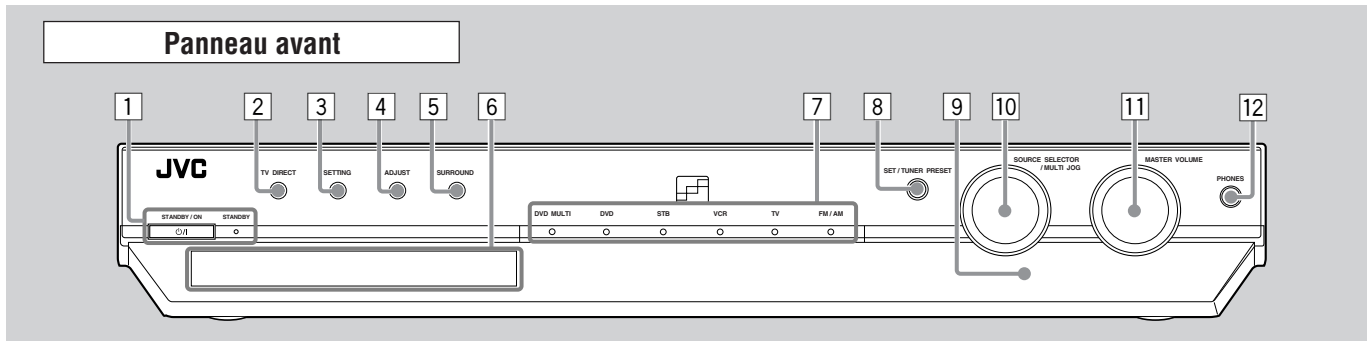 Panneau avant
1 2 3 4 5 6 7 8 9 10 11 12
JVC
TV DIRECT SETTING ADJUST SURROUND
SET / TUNER PRESET
SOURCE SELECTOR
/ MULTI JOG
MASTER VOLUME
PHONES
STANDBY / ON STANDBY
DVD MULTI DVD STB VCR TV FM / AM